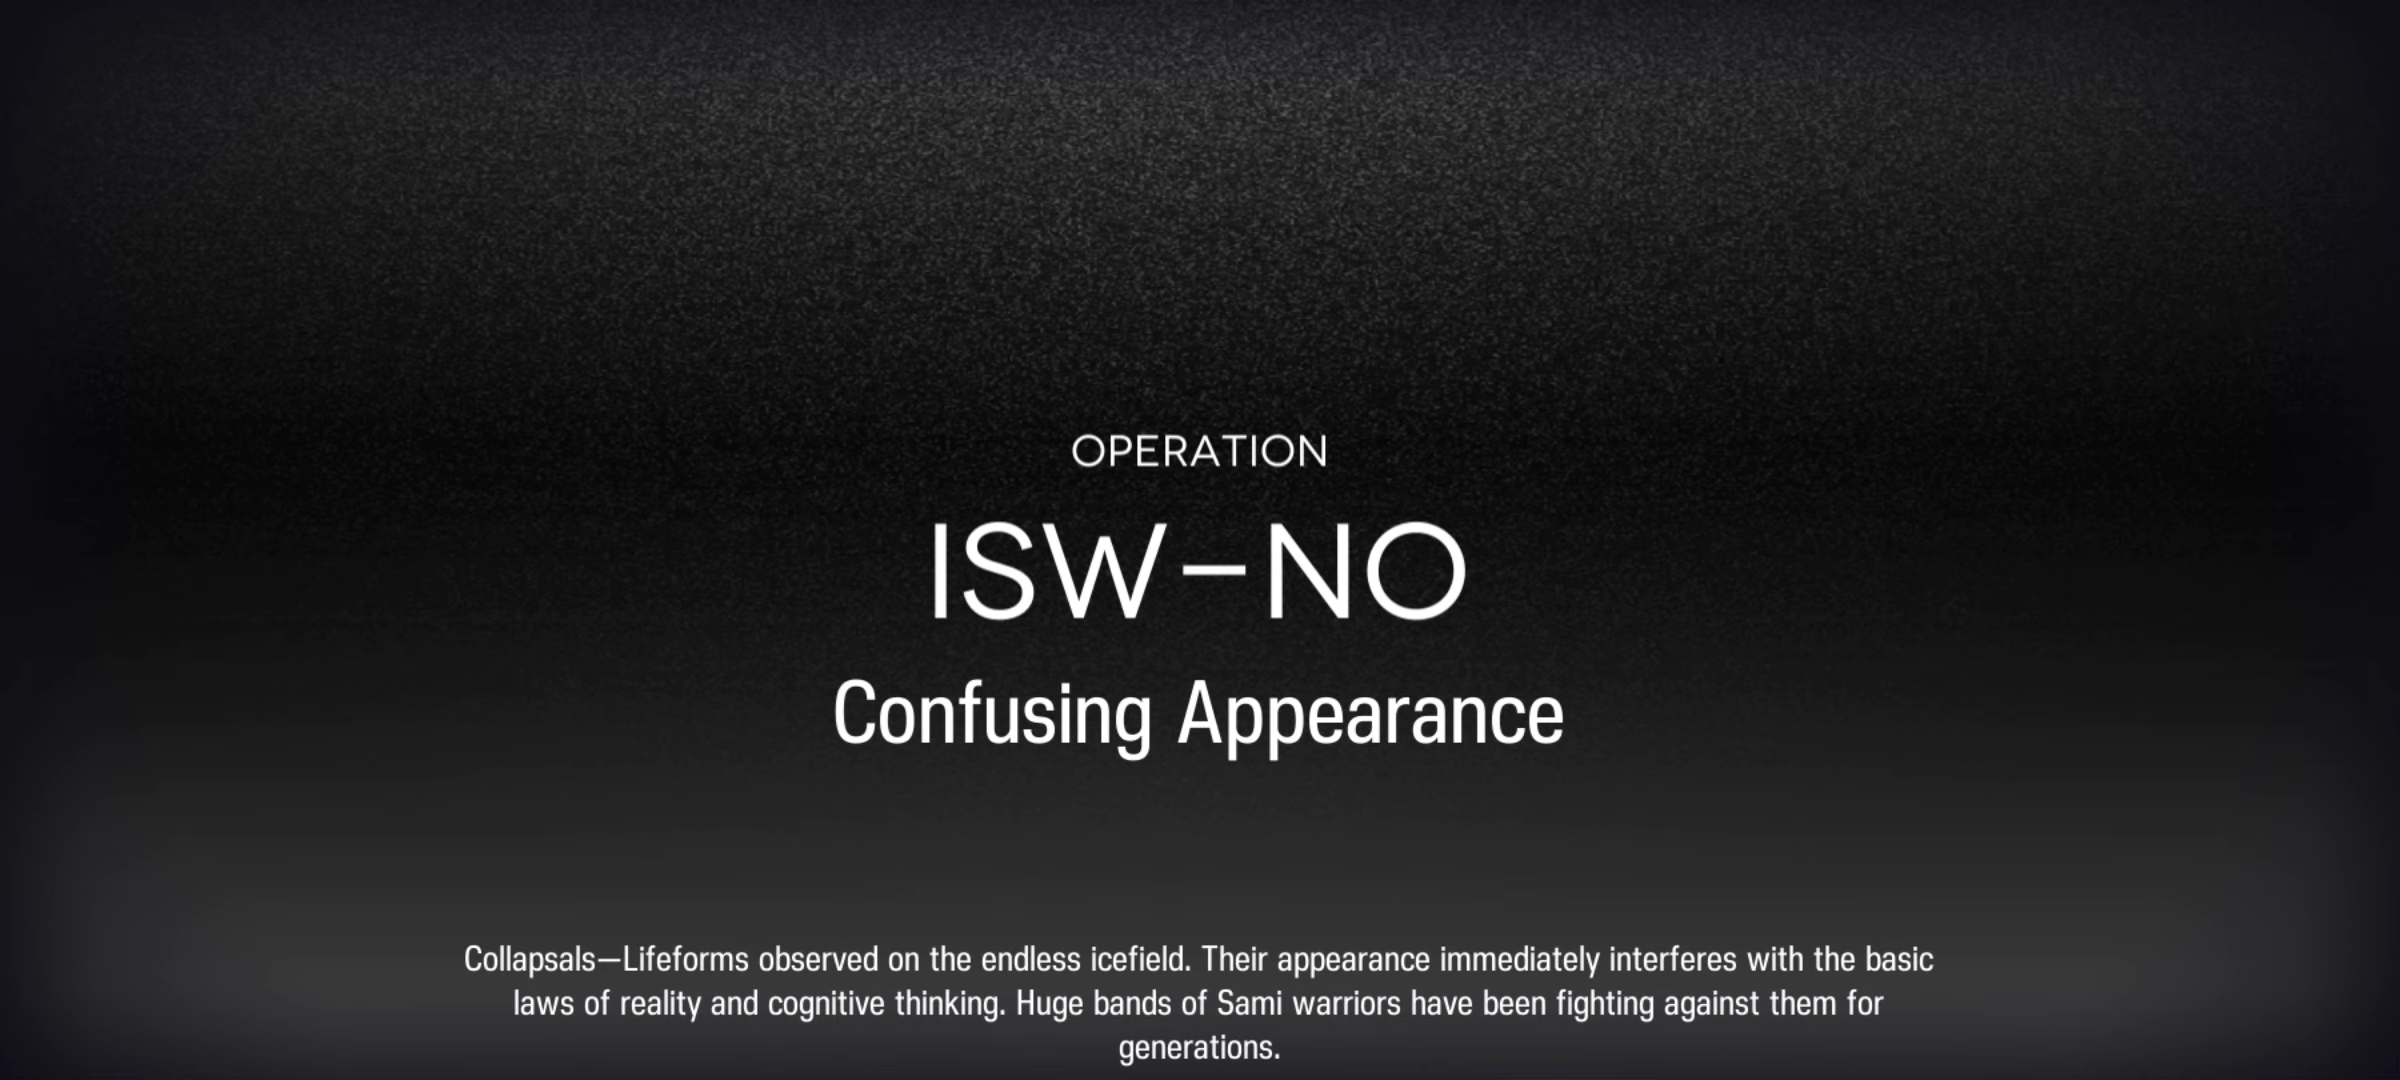 OPERATION
ISW-NO
Confusing Appearance
Collapsals—Lifeforms observed on the endless icefield. Their appearance immediately interferes with the basic
laws of reality and cognitive thinking. Huge bands of Sami warriors have been fighting against them for
generations.